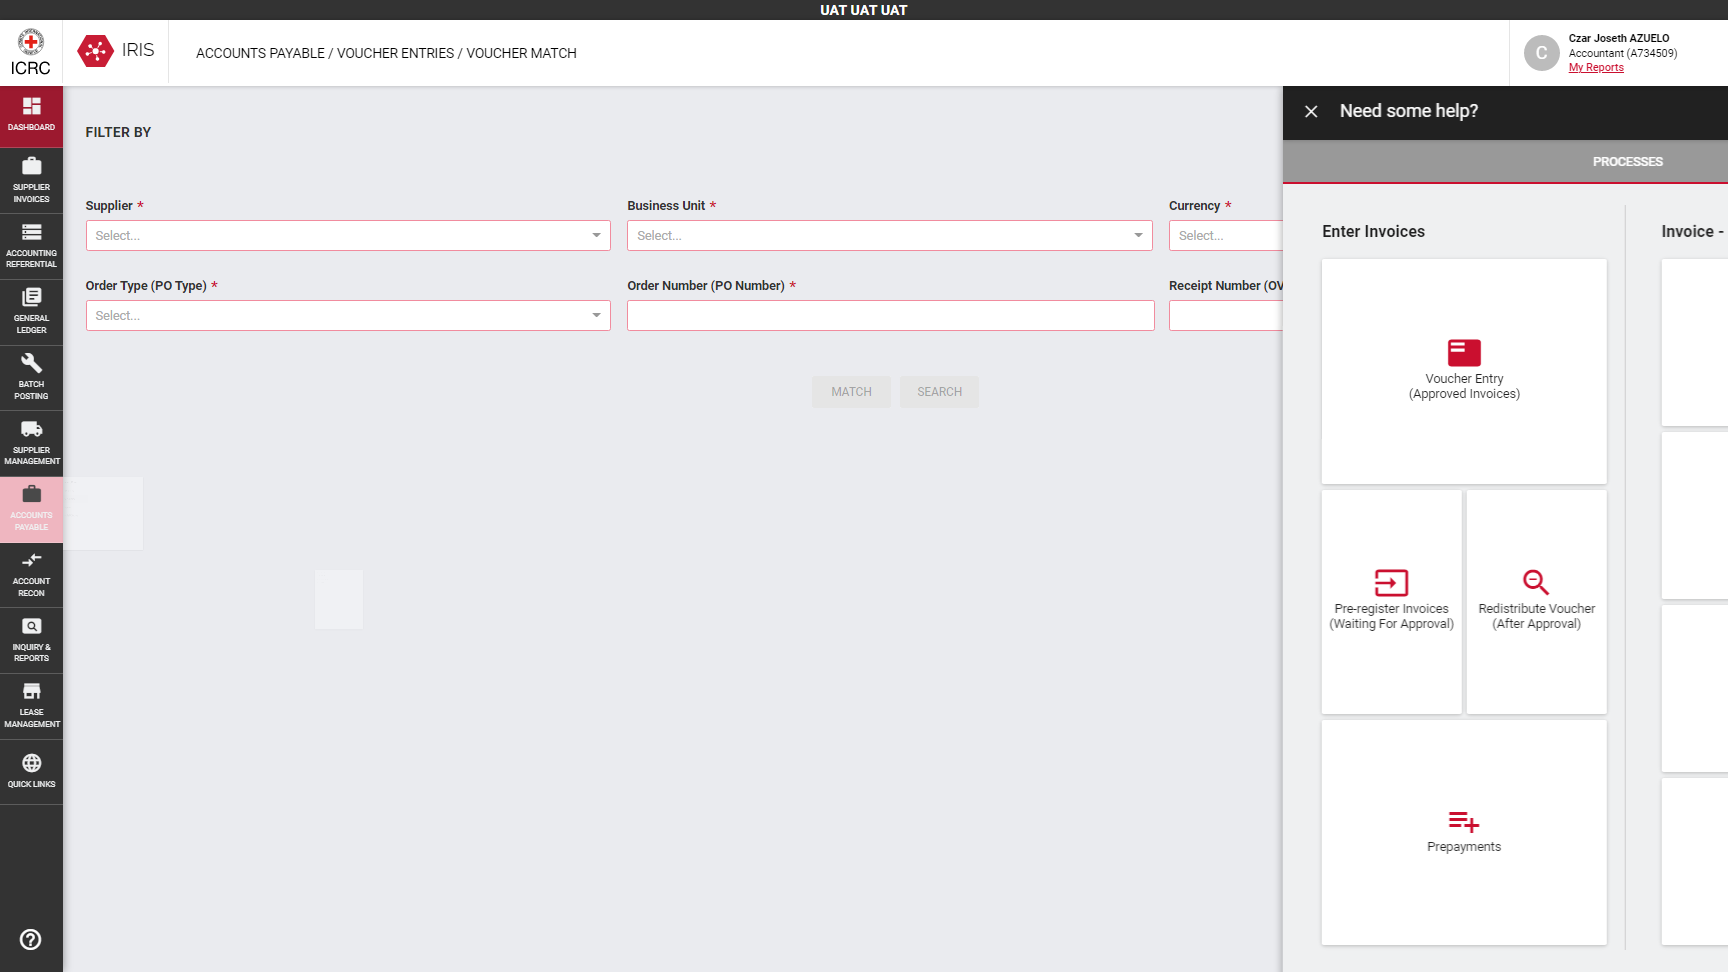 UAT UAT UAT
ICRC
IRIS
ACCOUNTS PAYABLE / VOUCHER ENTRIES / VOUCHER MATCH
C
Czar Joseth AZUELO
Accountant (A734509)
My Reports
DASHBOARD
SUPPLIER
INVOICES
ACCOUNTING
REFERENTIAL
GENERAL
LEDGER
BATCH
POSTING
SUPPLIER
MANAGEMENT
ACCOUNTS
PAYABLE
ACCOUNT
RECON
INQUIRY &
REPORTS
LEASE
MANAGEMENT
QUICK LINKS
FILTER BY
Supplier *
Select...
Business Unit *
Select...
Currency *
Select...
Order Type (PO Type) *
Select...
Order Number (PO Number) *
Receipt Number (OV
MATCH
SEARCH
Need some help?
PROCESSES
Enter Invoices
Invoice -
Voucher Entry
(Approved Invoices)
Pre-register Invoices
(Waiting For Approval)
Redistribute Voucher
(After Approval)
Prepayments